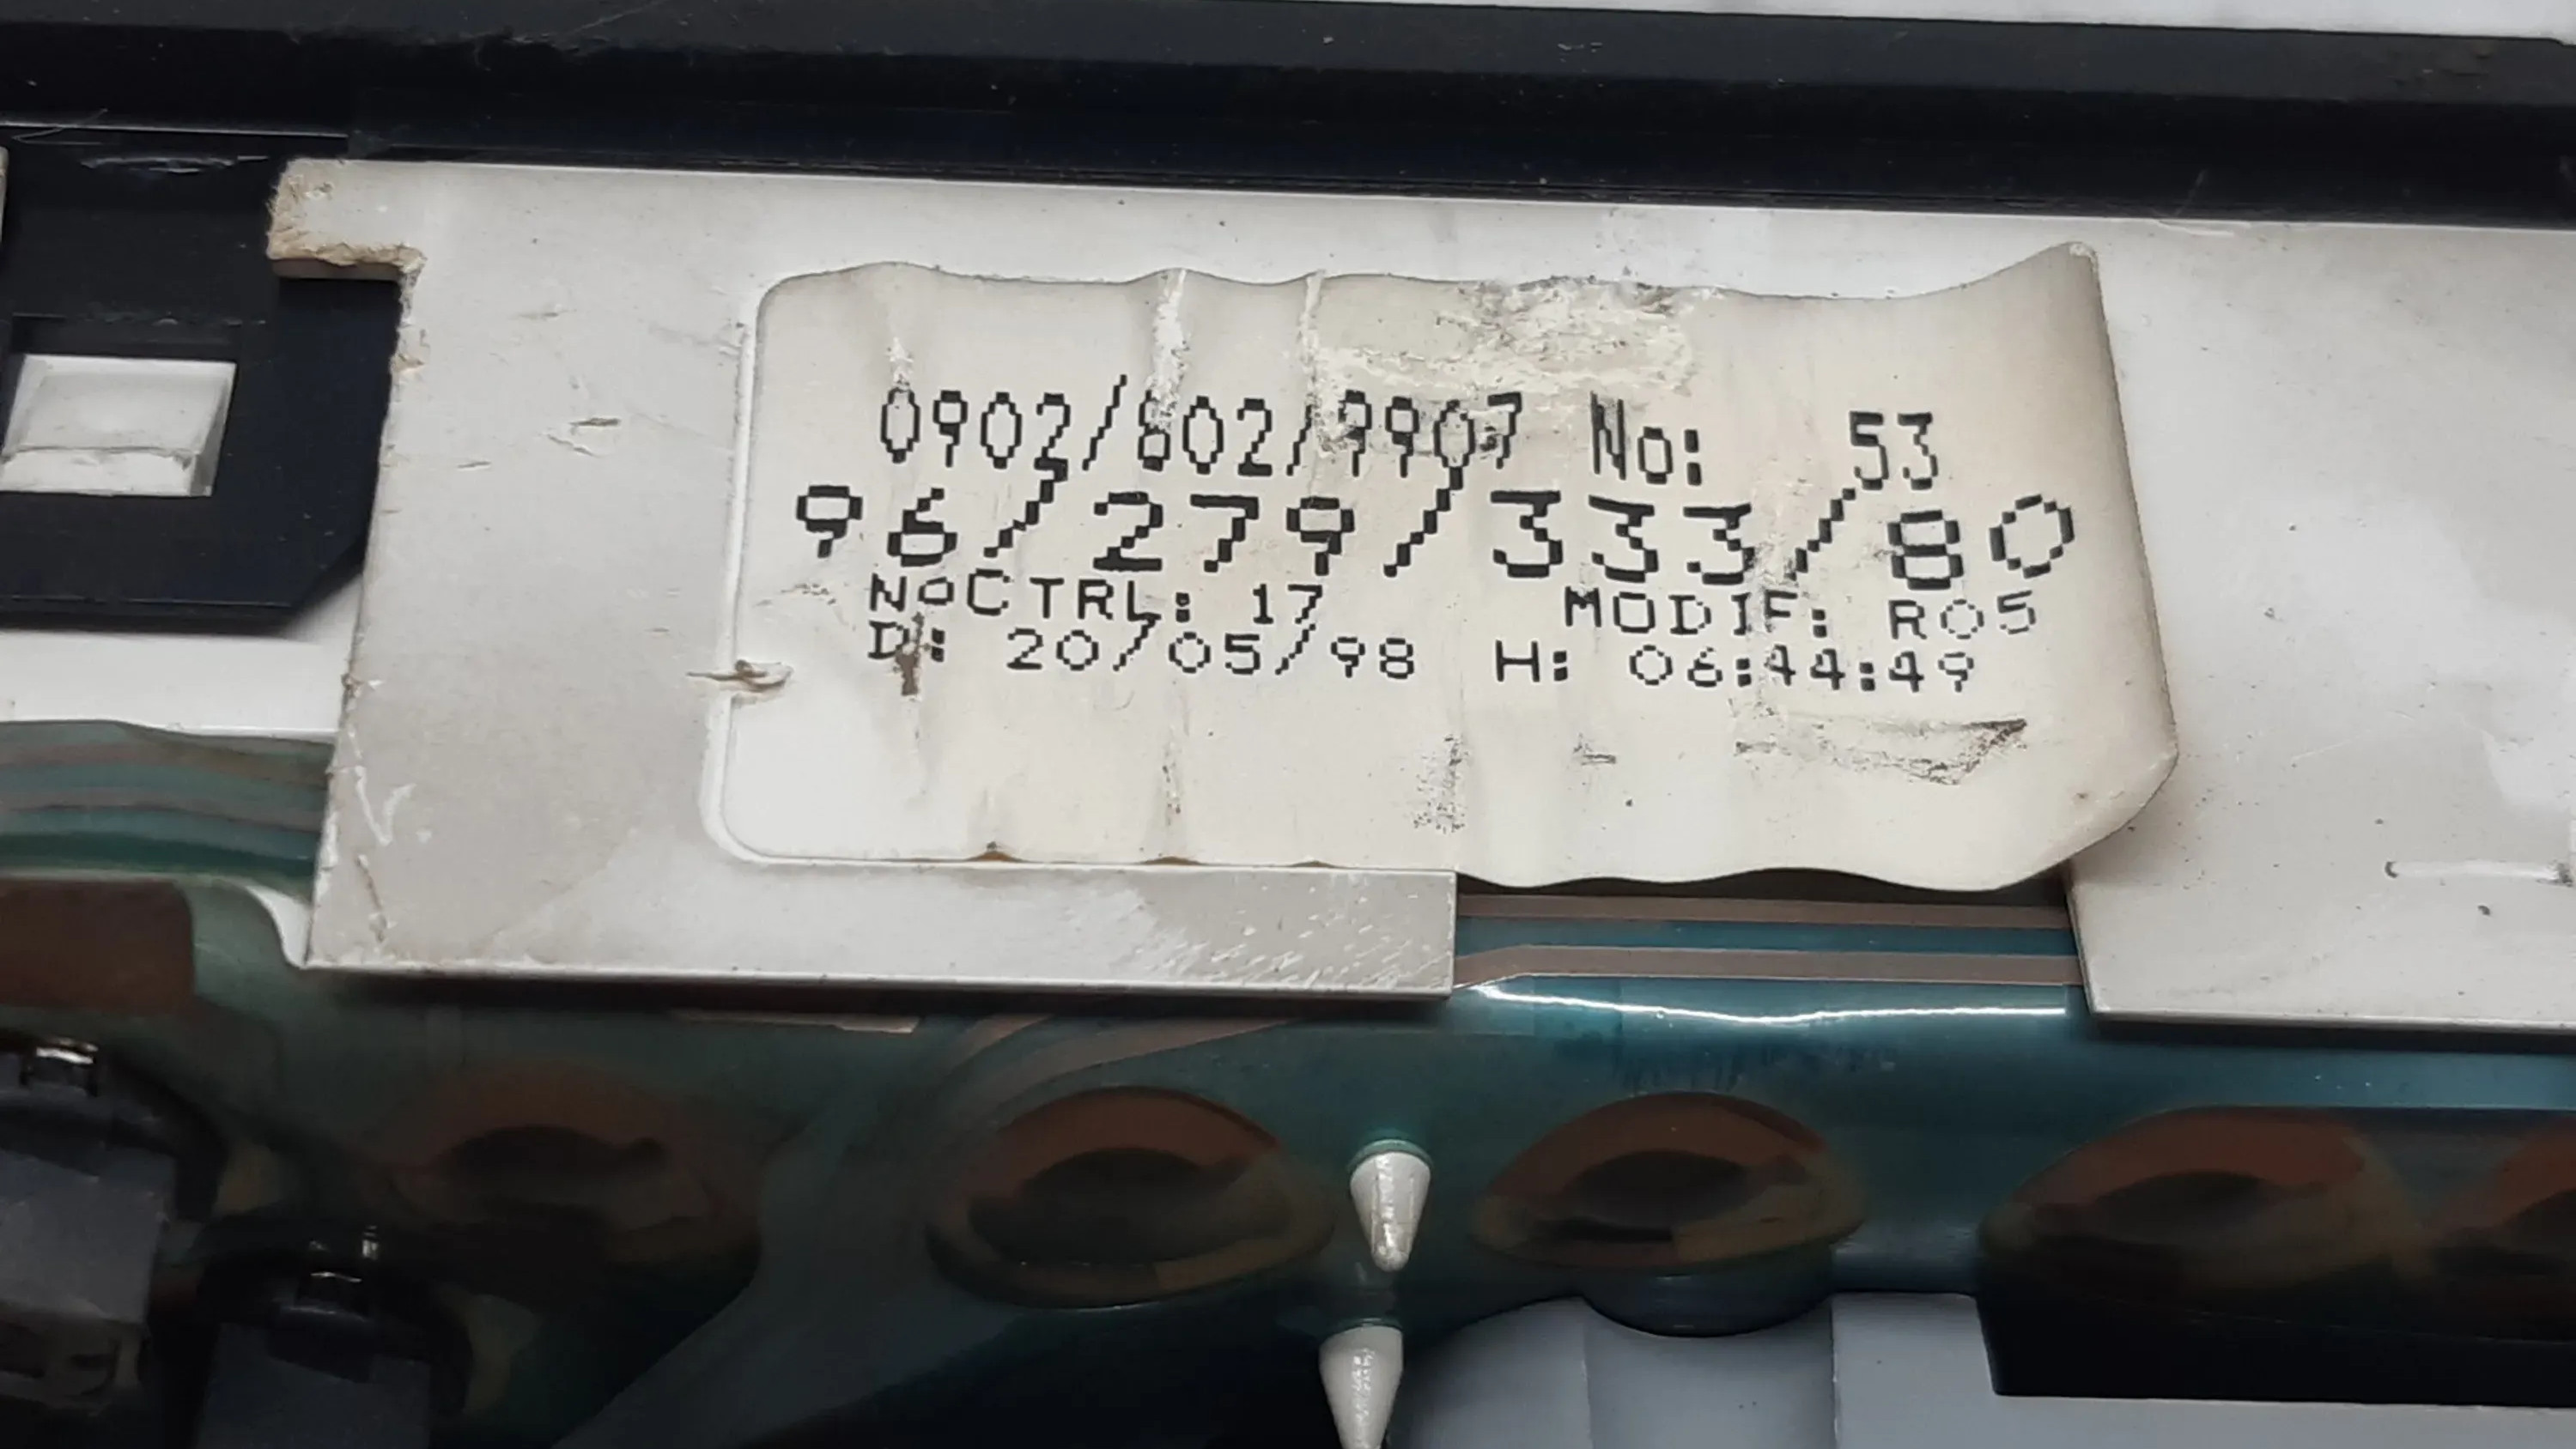 0902/802/9907 No: 53
96/279/333/80
NoCTRL: 17 MODIF: R05
D: 20/05/98 H: 06:44:49